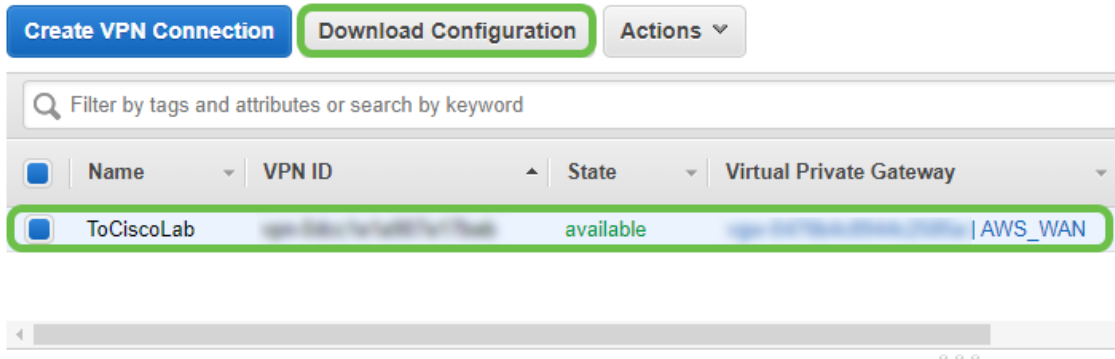 Create VPN Connection Download Configuration Actions
Filter by tags and attributes or search by keyword
Name VPN ID State Virtual Private Gateway
ToCiscoLab available | AWS_WAN